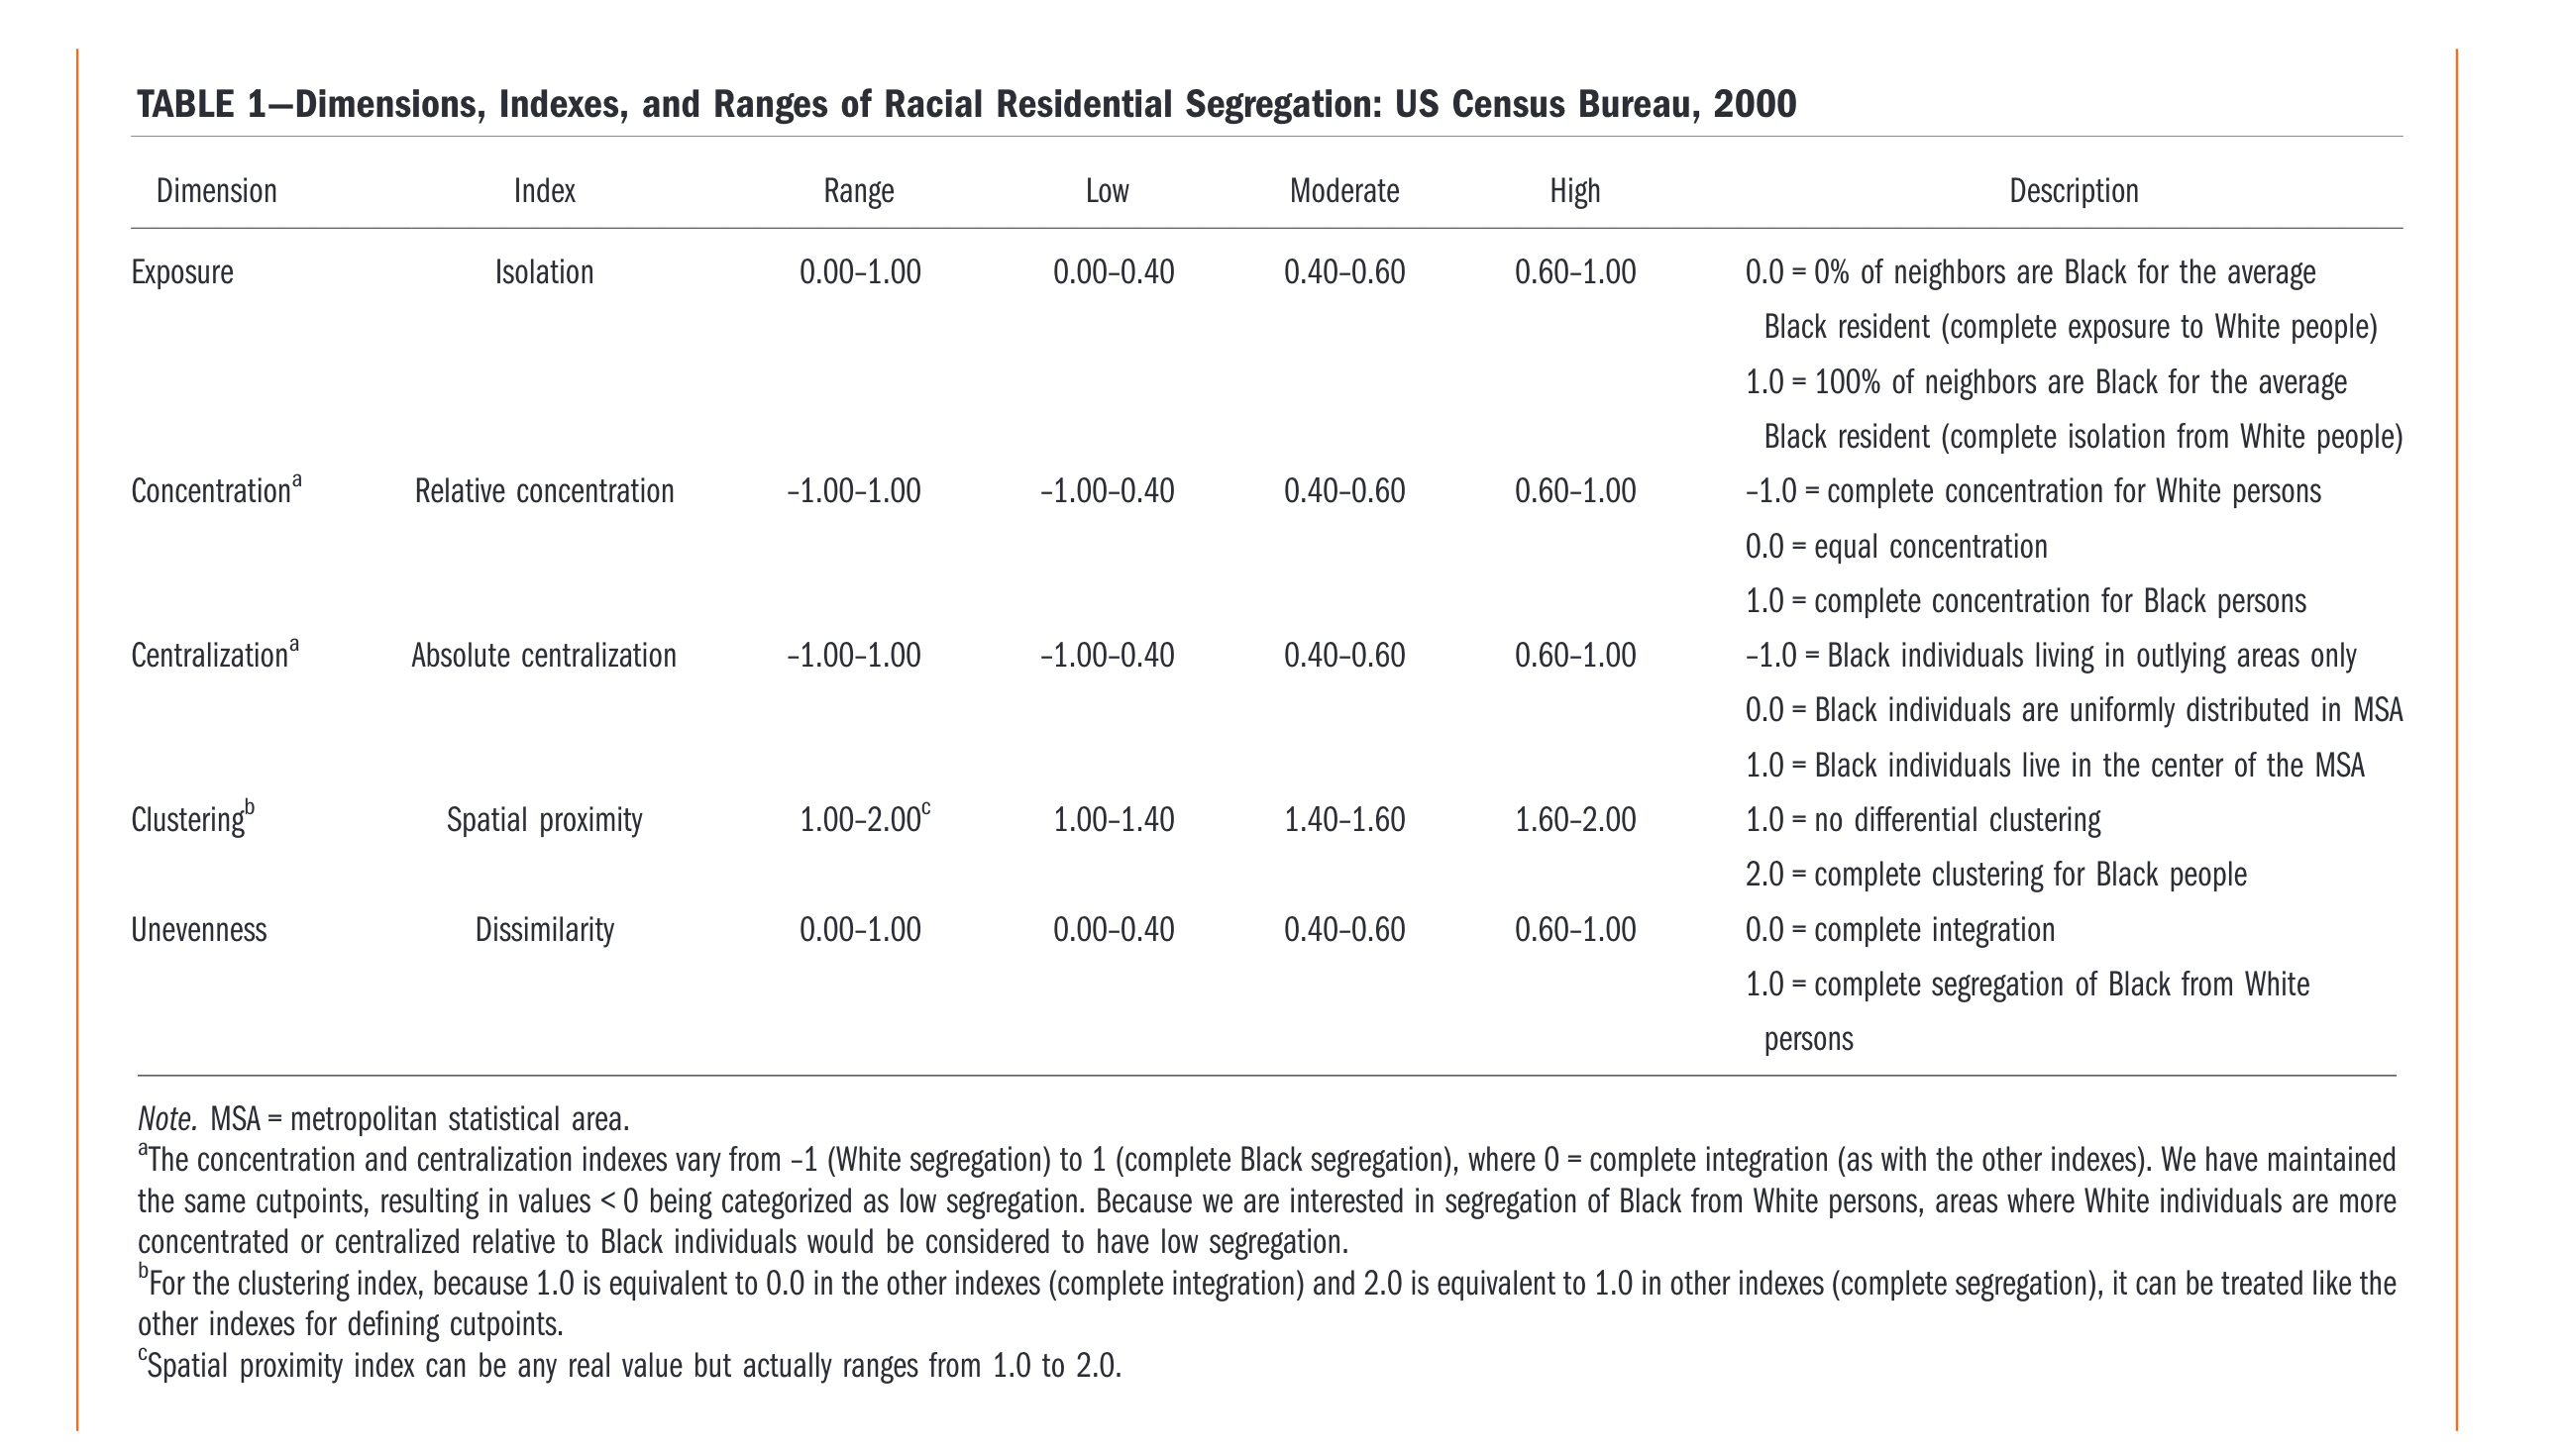 TABLE 1—Dimensions, Indexes, and Ranges of Racial Residential Segregation: US Census Bureau, 2000
Dimension Index Range Low Moderate High Description
Exposure Isolation 0.00–1.00 0.00–0.40 0.40–0.60 0.60–1.00 0.0 = 0% of neighbors are Black for the average
Black resident (complete exposure to White people)
1.0 = 100% of neighbors are Black for the average
Black resident (complete isolation from White people)
Concentrationᵃ Relative concentration –1.00–1.00 –1.00–0.40 0.40–0.60 0.60–1.00 –1.0 = complete concentration for White persons
0.0 = equal concentration
1.0 = complete concentration for Black persons
Centralizationᵃ Absolute centralization –1.00–1.00 –1.00–0.40 0.40–0.60 0.60–1.00 –1.0 = Black individuals living in outlying areas only
0.0 = Black individuals are uniformly distributed in MSA
1.0 = Black individuals live in the center of the MSA
Clusteringᵇ Spatial proximity 1.00–2.00ᶜ 1.00–1.40 1.40–1.60 1.60–2.00 1.0 = no differential clustering
2.0 = complete clustering for Black people
Unevenness Dissimilarity 0.00–1.00 0.00–0.40 0.40–0.60 0.60–1.00 0.0 = complete integration
1.0 = complete segregation of Black from White
persons
Note. MSA = metropolitan statistical area.
ᵃThe concentration and centralization indexes vary from –1 (White segregation) to 1 (complete Black segregation), where 0 = complete integration (as with the other indexes). We have maintained
the same cutpoints, resulting in values < 0 being categorized as low segregation. Because we are interested in segregation of Black from White persons, areas where White individuals are more
concentrated or centralized relative to Black individuals would be considered to have low segregation.
ᵇFor the clustering index, because 1.0 is equivalent to 0.0 in the other indexes (complete integration) and 2.0 is equivalent to 1.0 in other indexes (complete segregation), it can be treated like the
other indexes for defining cutpoints.
ᶜSpatial proximity index can be any real value but actually ranges from 1.0 to 2.0.